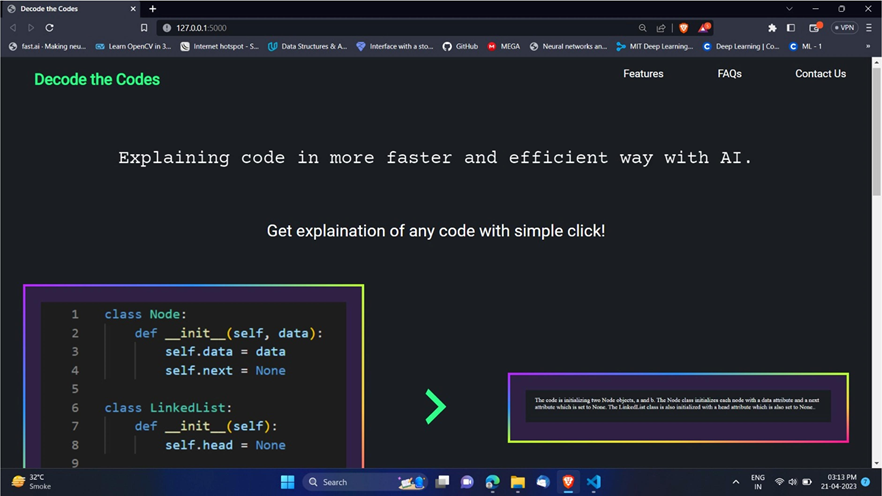 Decode the Codes
127.0.0.1:5000
VPN
fast.ai · Making neu...
Learn OpenCV in 3...
Internet hotspot - S...
Data Structures & A...
Interface with a sto...
GitHub
MEGA
Neural networks an...
MIT Deep Learning...
Deep Learning | Co...
ML - 1
Decode the Codes
Features
FAQs
Contact Us
Explaining code in more faster and efficient way with AI.
Get explaination of any code with simple click!
1 class Node:
2 def __init__(self, data):
3 self.data = data
4 self.next = None
5
6 class LinkedList:
7 def __init__(self):
8 self.head = None
9
The code is initializing two Node objects, a and b. The Node class initializes each node with a data attribute and a next
attribute which is set to None. The LinkedList class is also initialized with a head attribute which is also set to None..
32°C
Smoke
Search
ENG
IN
03:13 PM
21-04-2023